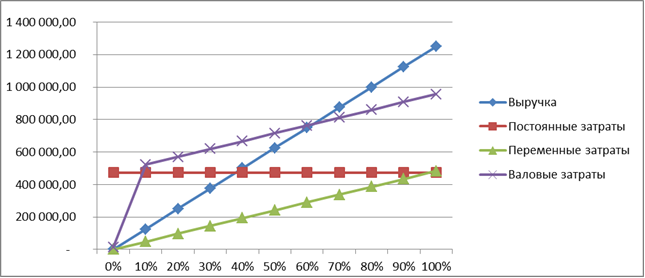 1 400 000,00
1 200 000,00
1 000 000,00
800 000,00
600 000,00
400 000,00
200 000,00
-
0% 10% 20% 30% 40% 50% 60% 70% 80% 90% 100%
Выручка
Постоянные затраты
Переменные затраты
Валовые затраты